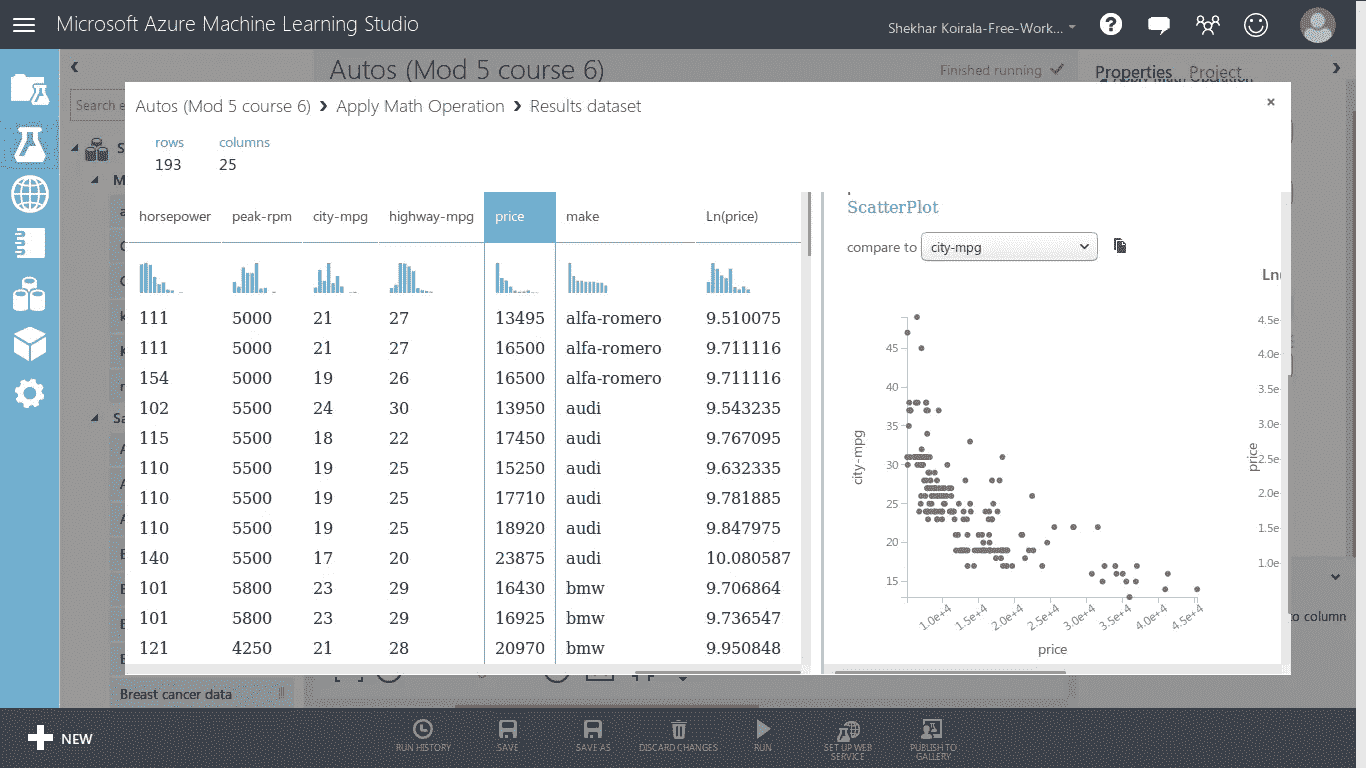 Microsoft Azure Machine Learning Studio
Shekhar Koirala-Free-Work...
Autos (Mod 5 course 6)
Finished running
Properties Project
Search e
Autos (Mod 5 course 6) > Apply Math Operation > Results dataset
×
rows columns
193 25
horsepower peak-rpm city-mpg highway-mpg price make Ln(price)
111 5000 21 27 13495 alfa-romero 9.510075
111 5000 21 27 16500 alfa-romero 9.711116
154 5000 19 26 16500 alfa-romero 9.711116
102 5500 24 30 13950 audi 9.543235
115 5500 18 22 17450 audi 9.767095
110 5500 19 25 15250 audi 9.632335
110 5500 19 25 17710 audi 9.781885
110 5500 19 25 18920 audi 9.847975
140 5500 17 20 23875 audi 10.080587
101 5800 23 29 16430 bmw 9.706864
101 5800 23 29 16925 bmw 9.736547
121 4250 21 28 20970 bmw 9.950848
ScatterPlot
compare to city-mpg
city-mpg
45
40
35
30
25
20
15
1.0e+4 1.5e+4 2.0e+4 2.5e+4 3.0e+4 3.5e+4 4.0e+4 4.5e+4
price
Ln
price
4.5e
4.0e
3.5e
3.0e
2.5e
2.0e
1.5e
1.0e
to column
Breast cancer data
NEW
RUN HISTORY
SAVE
SAVE AS
DISCARD CHANGES
RUN
SET UP WEB
SERVICE
PUBLISH TO
GALLERY